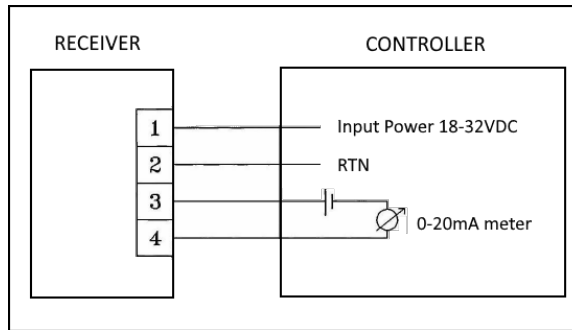 RECEIVER
CONTROLLER
1
Input Power 18-32VDC
2
RTN
3
4
0-20mA meter